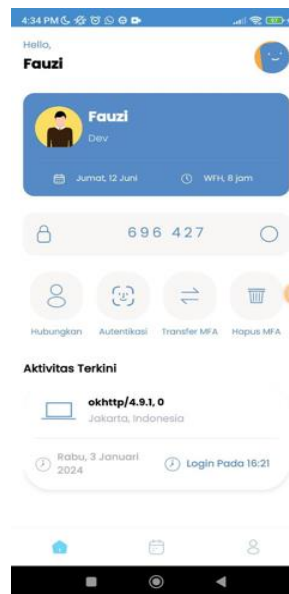 4:34 PM
Hello,
Fauzi
Fauzi
Dev
Jumat, 12 Juni
WFH, 8 jam
696 427
Hubungkan
Autentikasi
Transfer MFA
Hapus MFA
Aktivitas Terkini
okhttp/4.9.1, 0
Jakarta, Indonesia
Rabu, 3 Januari
2024
Login Pada 16:21